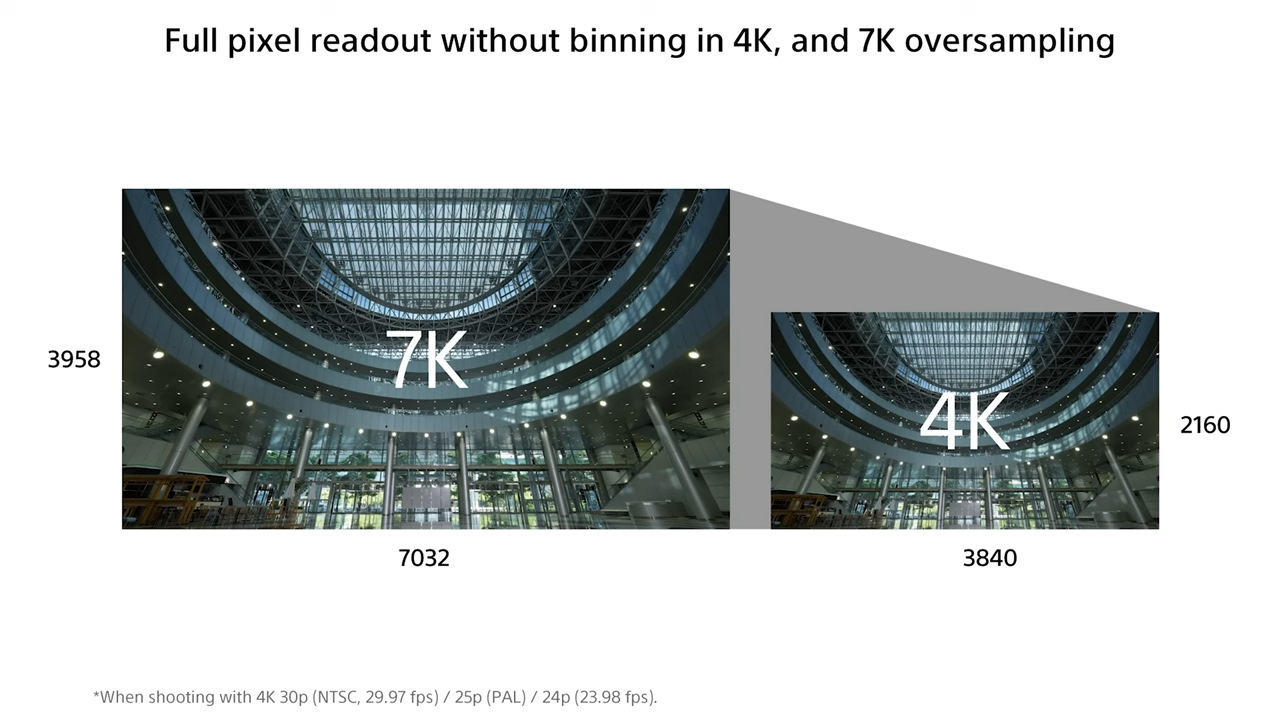 Full pixel readout without binning in 4K, and 7K oversampling
7K
3958
4K
2160
7032
3840
*When shooting with 4K 30p (NTSC, 29.97 fps) / 25p (PAL) / 24p (23.98 fps).